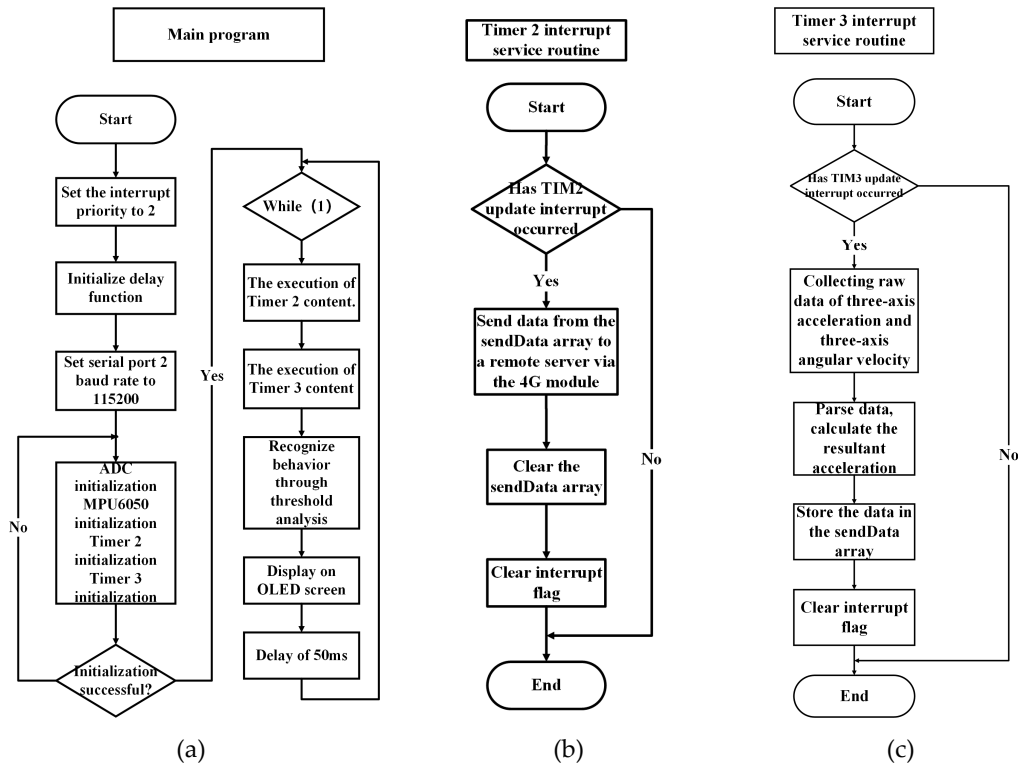 Main program
Start
Set the interrupt
priority to 2
Initialize delay
function
Set serial port 2
baud rate to
115200
ADC
initialization
MPU6050
initialization
Timer 2
initialization
Timer 3
initialization
No
Initialization
successful?
Yes
While (1)
The execution of
Timer 2 content.
The execution of
Timer 3 content
Recognize
behavior
through
threshold
analysis
Display on
OLED screen
Delay of 50ms
(a)
Timer 2 interrupt
service routine
Start
Has TIM2
update interrupt
occurred
Yes
Send data from the
sendData array to
a remote server via
the 4G module
No
Clear the
sendData array
Clear interrupt
flag
End
(b)
Timer 3 interrupt
service routine
Start
Has TIM3 update
interrupt occurred
Yes
Collecting raw
data of three-axis
acceleration and
three-axis
angular velocity
Parse data,
calculate the
resultant
acceleration
No
Store the data in
the sendData
array
Clear interrupt
flag
End
(c)